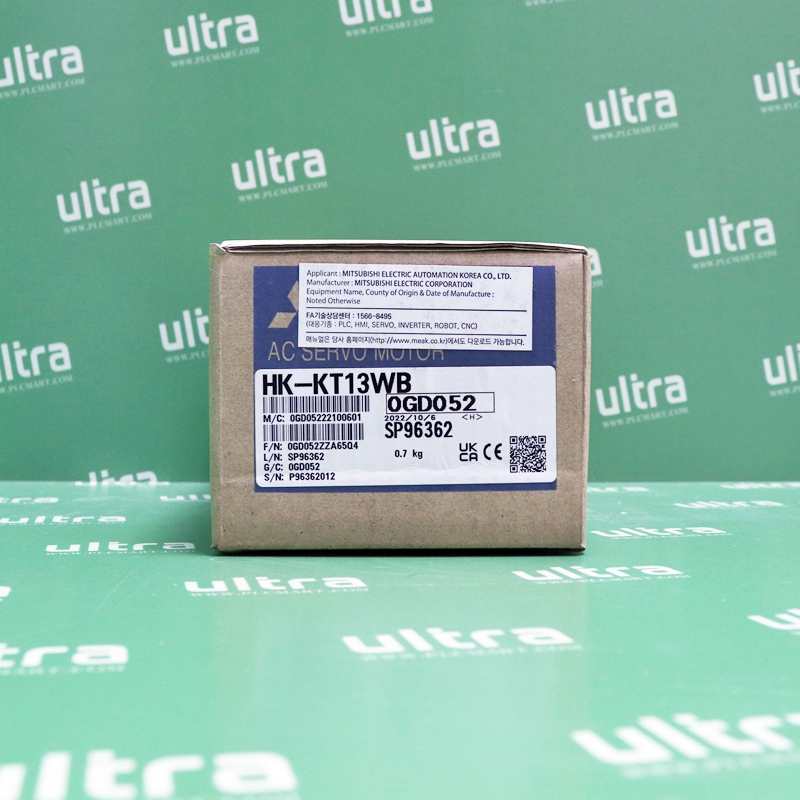 ultra
WWW.PLCMART.COM
Applicant : MITSUBISHI ELECTRIC AUTOMATION KOREA CO., LTD.
Manufacturer : MITSUBISHI ELECTRIC CORPORATION
Equipment Name, County of Origin & Date of Manufacture :
Noted Otherwise
FA기술상담센터 : 1566-8495
(대응기종 : PLC, HMI, SERVO, INVERTER, ROBOT, CNC)
매뉴얼은 당사 홈페이지(http://www.meak.co.kr)에서도 다운로드 가능합니다.
AC SERVO MOTOR
HK-KT13WB
0GD052
M/C: 0GD05222100601
2022/10/6 <H>
SP96362
F/N: 0GD052ZZA65Q4
L/N: SP96362
0.7 kg
UK CA CE
G/C: 0GD052
S/N: P96362012